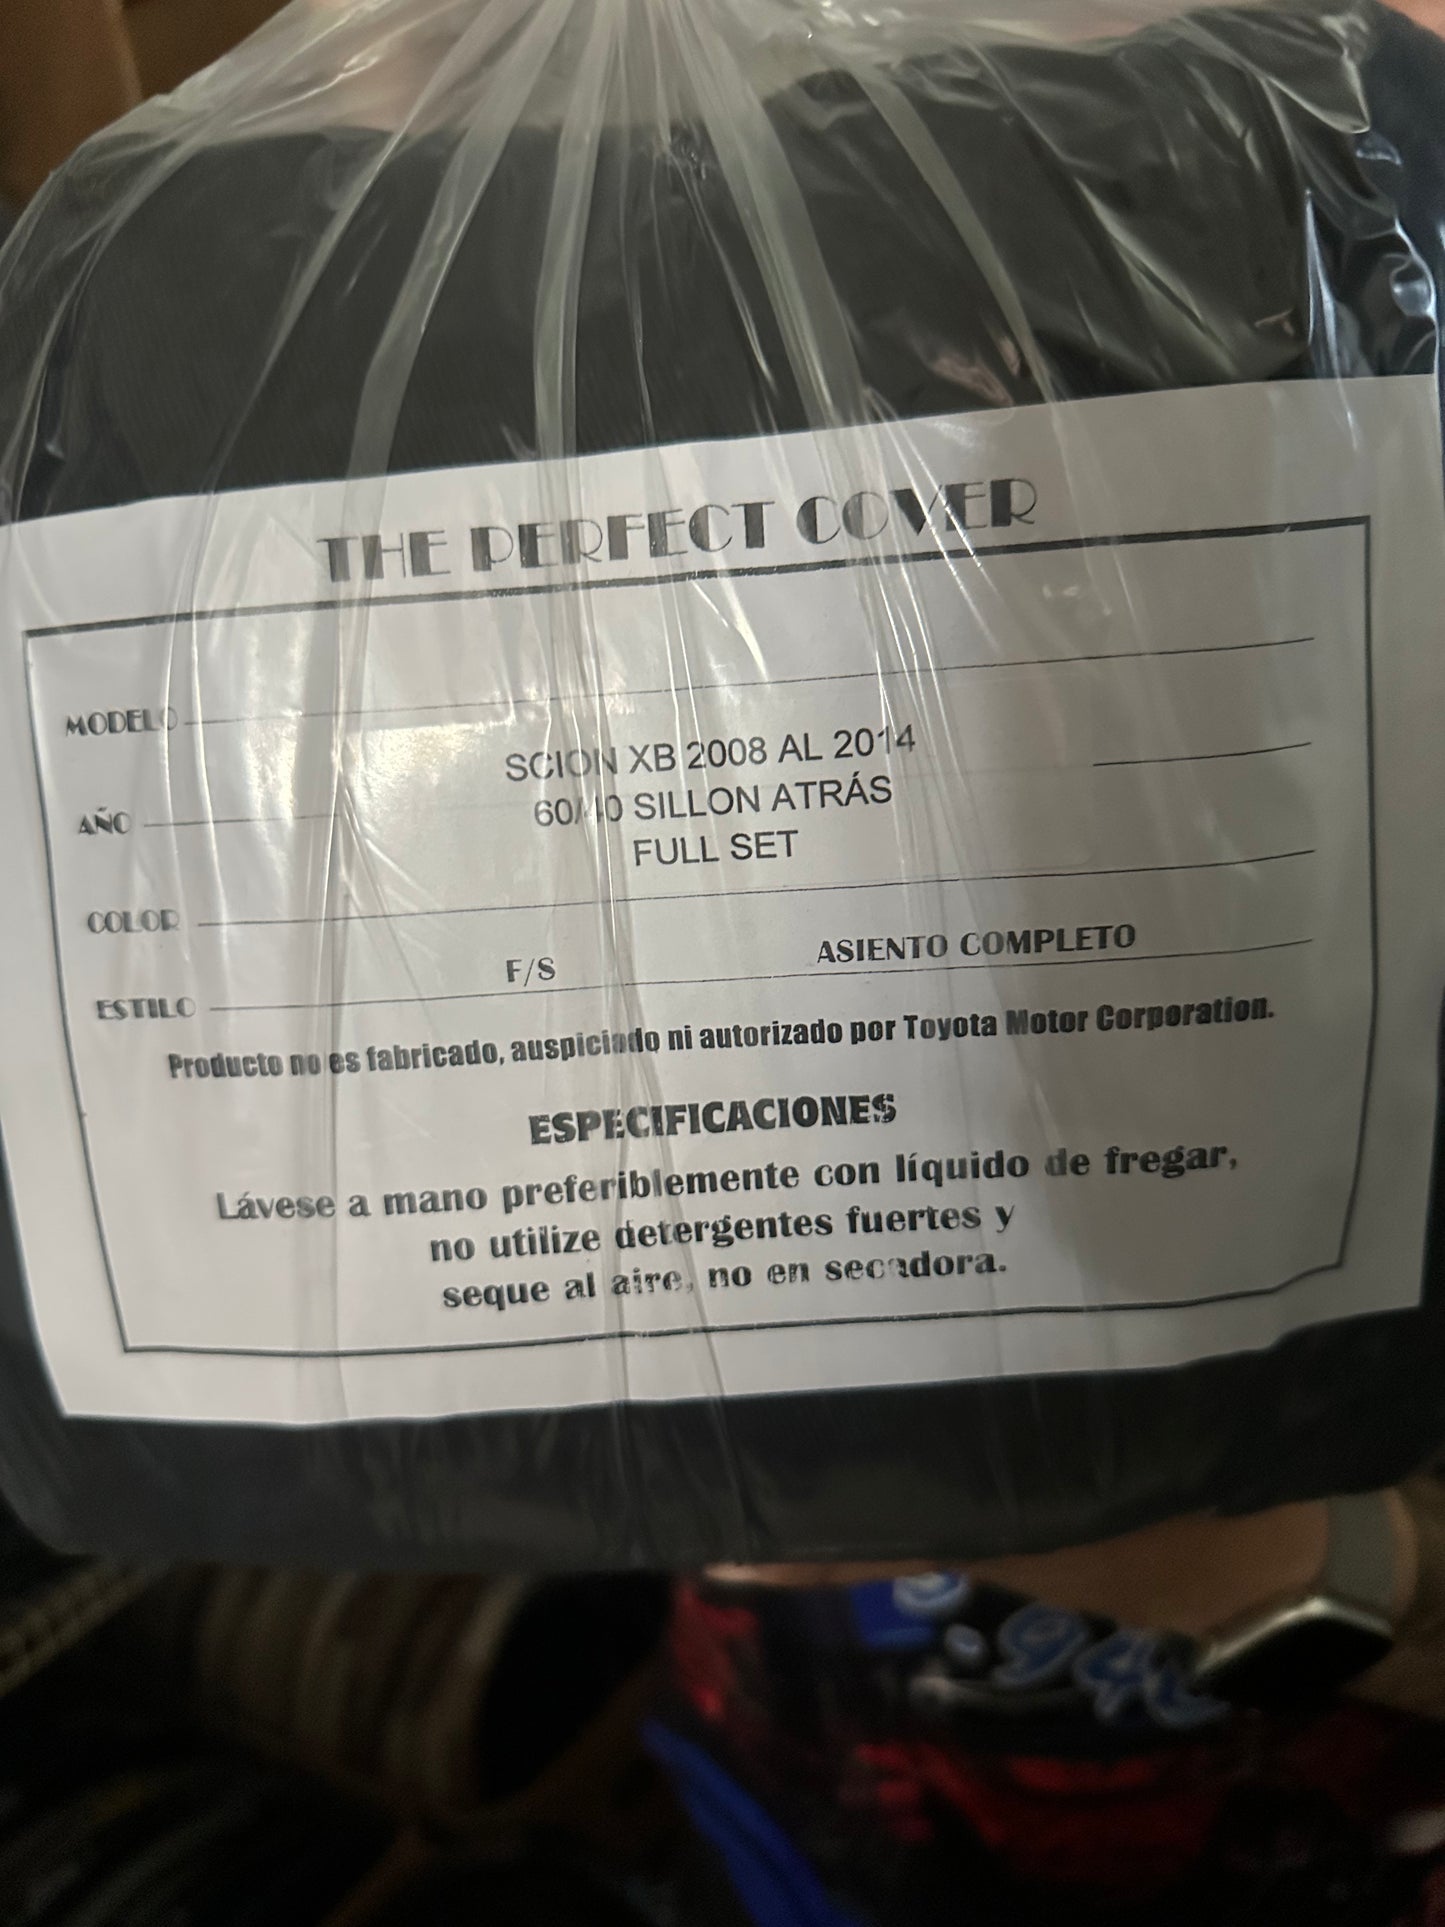 THE PERFECT COVER
MODELO
SCION XB 2008 AL 2014
60/40 SILLON ATRÁS
AÑO
FULL SET
COLOR
ESTILO F/S ASIENTO COMPLETO
Producto no es fabricado, auspiciado ni autorizado por Toyota Motor Corporation.
ESPECIFICACIONES
Lávese a mano preferiblemente con líquido de fregar,
no utilize detergentes fuertes y
seque al aire, no en secadora.